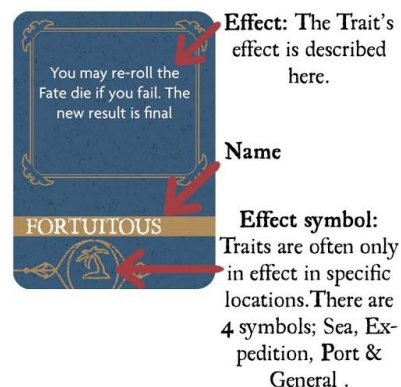 You may re-roll the
Fate die if you fail. The
new result is final
FORTUITOUS
Effect: The Trait's
effect is described
here.
Name
Effect symbol:
Traits are often only
in effect in specific
locations.There are
4 symbols; Sea, Ex-
pedition, Port &
General .